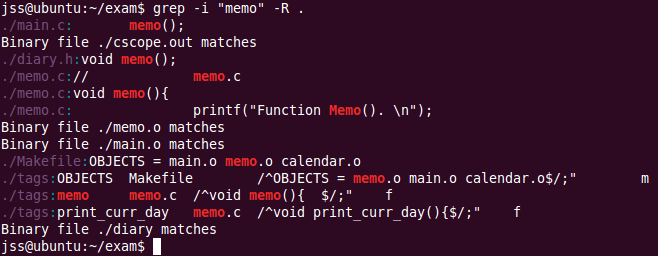 jss@ubuntu:~/exam$ grep -i "memo" -R .
./main.c:       memo();
Binary file ./cscope.out matches
./diary.h:void memo();
./memo.c://             memo.c
./memo.c:void memo(){
./memo.c:               printf("Function Memo(). \n");
Binary file ./memo.o matches
Binary file ./main.o matches
./Makefile:OBJECTS = main.o memo.o calendar.o
./tags:OBJECTS  Makefile        /^OBJECTS = memo.o main.o calendar.o$/;"        m
./tags:memo     memo.c  /^void memo(){  $/;"    f
./tags:print_curr_day   memo.c  /^void print_curr_day(){$/;"    f
Binary file ./diary matches
jss@ubuntu:~/exam$